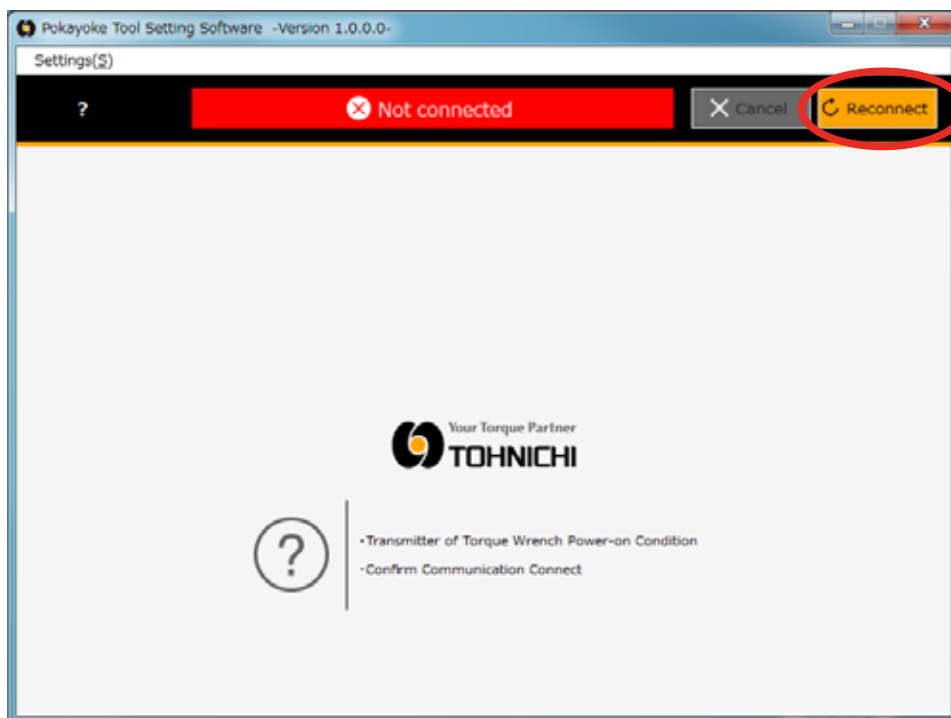 Pokayoke Tool Setting Software -Version 1.0.0.0-
Settings(S)
? Not connected Cancel Reconnect
Your Torque Partner
TOHNICHI
?
・Transmitter of Torque Wrench Power-on Condition
・Confirm Communication Connect